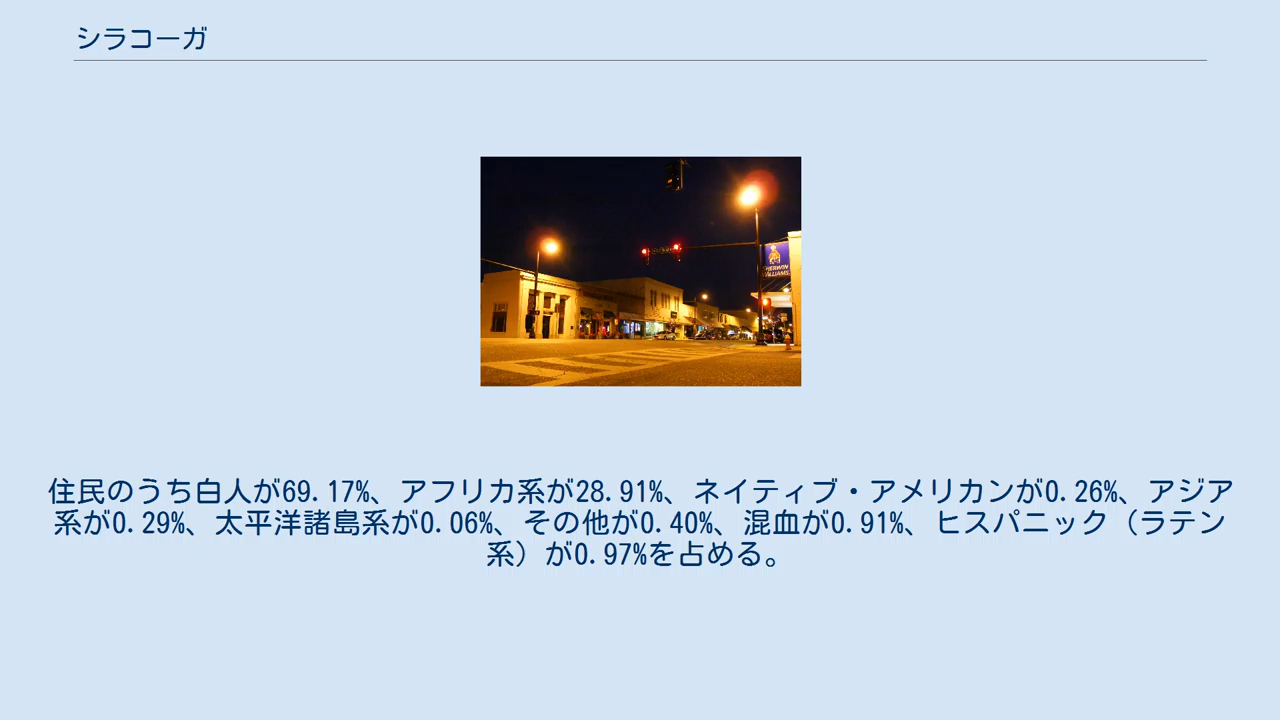 シラコーガ
SHERWIN
WILLIAMS
住民のうち白人が69.17%、アフリカ系が28.91%、ネイティブ・アメリカンが0.26%、アジア
系が0.29%、太平洋諸島系が0.06%、その他が0.40%、混血が0.91%、ヒスパニック（ラテン
系）が0.97%を占める。